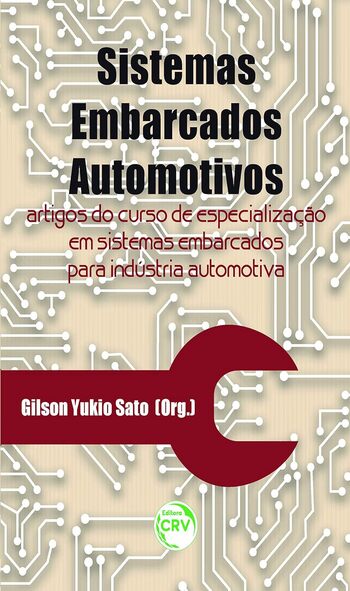 Sistemas
Embarcados
Automotivos
artigos do curso de especialização
em sistemas embarcados
para indústria automotiva
Gilson Yukio Sato (Org.)
Editora
CRV